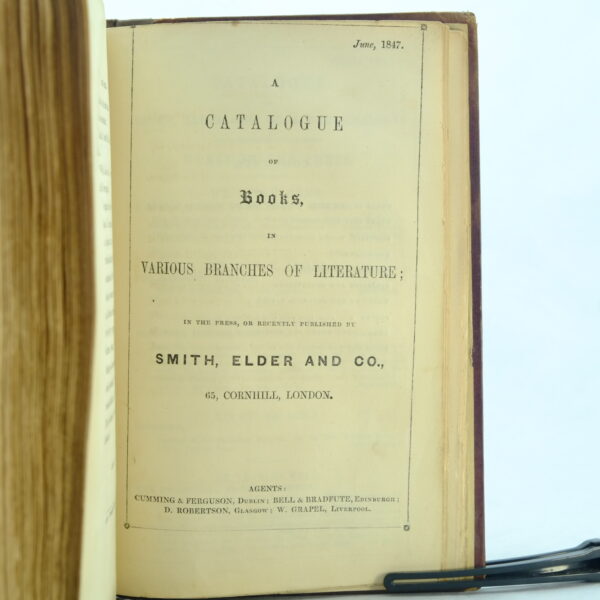 June, 1847.
A
CATALOGUE
OF
Books,
IN
VARIOUS BRANCHES OF LITERATURE;
IN THE PRESS, OR RECENTLY PUBLISHED BY
SMITH, ELDER AND CO.,
65, CORNHILL, LONDON.
AGENTS:
CUMMING & FERGUSON, DUBLIN; BELL & BRADFUTE, EDINBURGH;
D. ROBERTSON, GLASGOW; W. GRAPEL, LIVERPOOL.